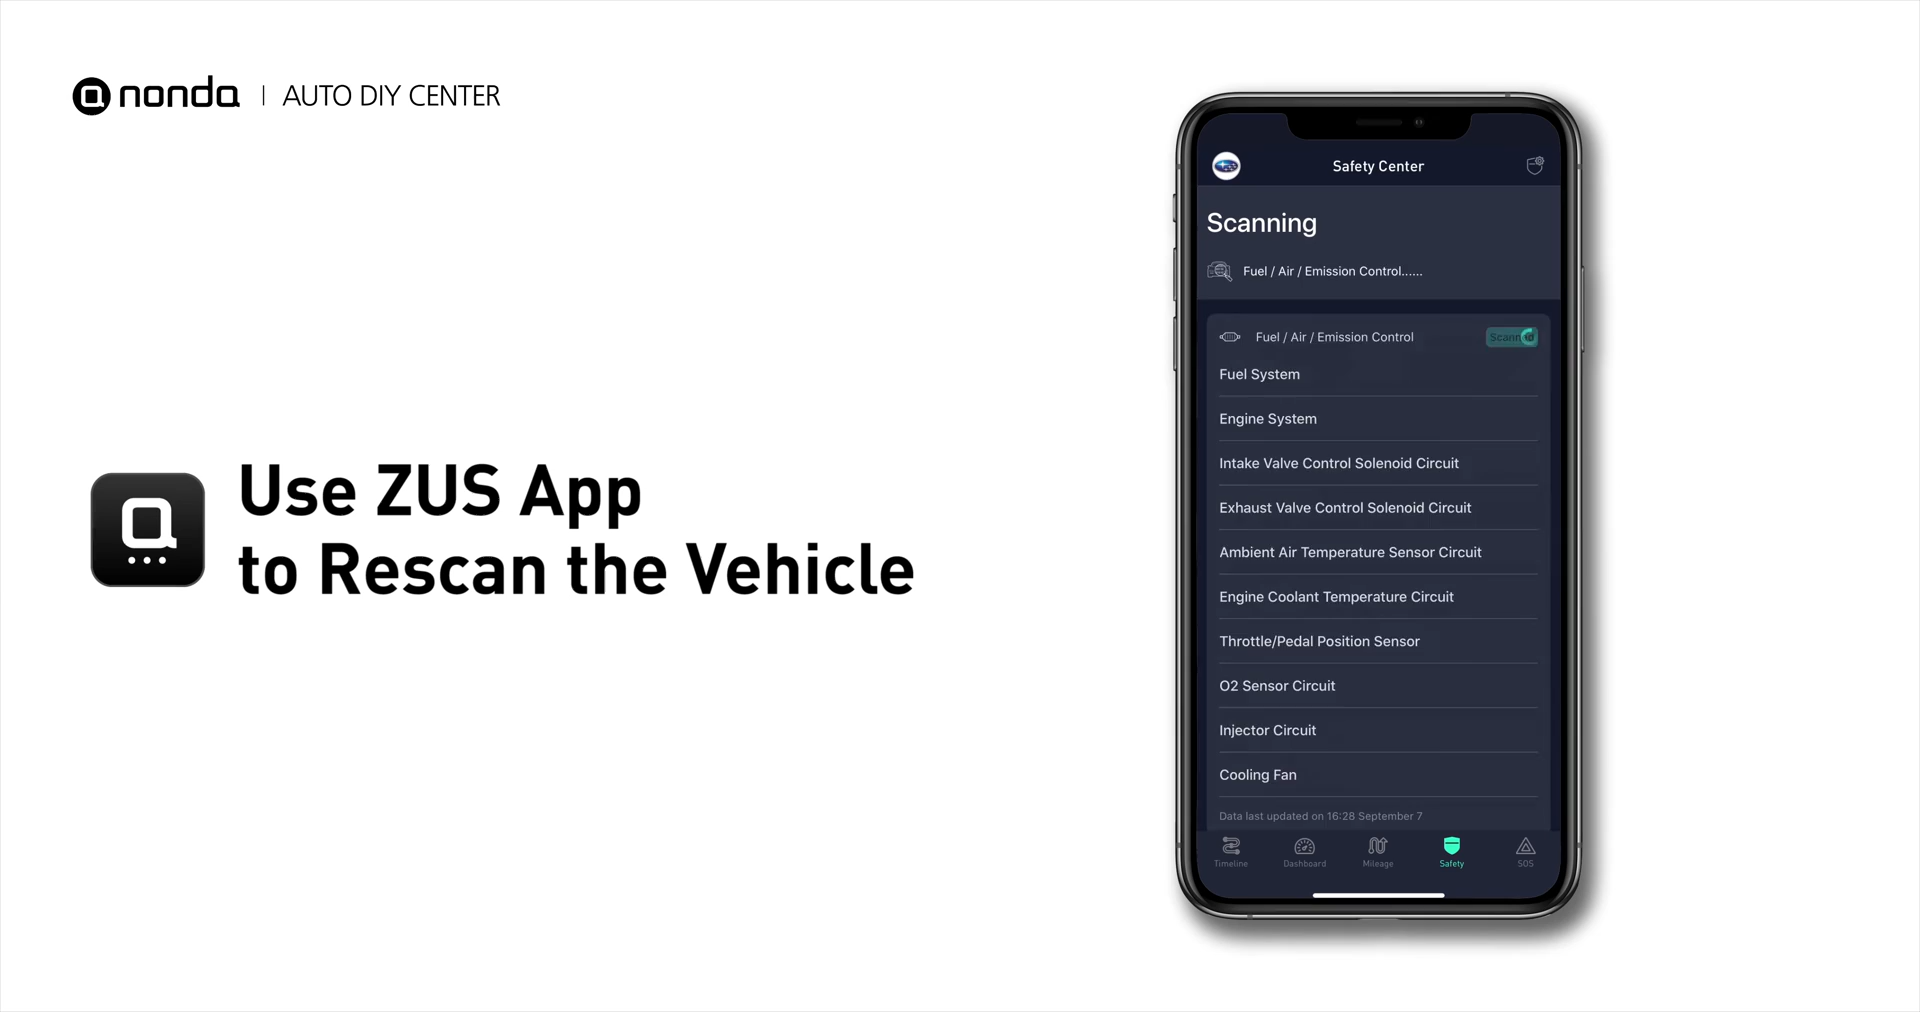 nonda | AUTO DIY CENTER
Use ZUS App
to Rescan the Vehicle
Safety Center
Scanning
Fuel / Air / Emission Control......
Fuel / Air / Emission Control
Scanning
Fuel System
Engine System
Intake Valve Control Solenoid Circuit
Exhaust Valve Control Solenoid Circuit
Ambient Air Temperature Sensor Circuit
Engine Coolant Temperature Circuit
Throttle/Pedal Position Sensor
O2 Sensor Circuit
Injector Circuit
Cooling Fan
Data last updated on 16:28 September 7
Timeline Dashboard Mileage Safety SOS